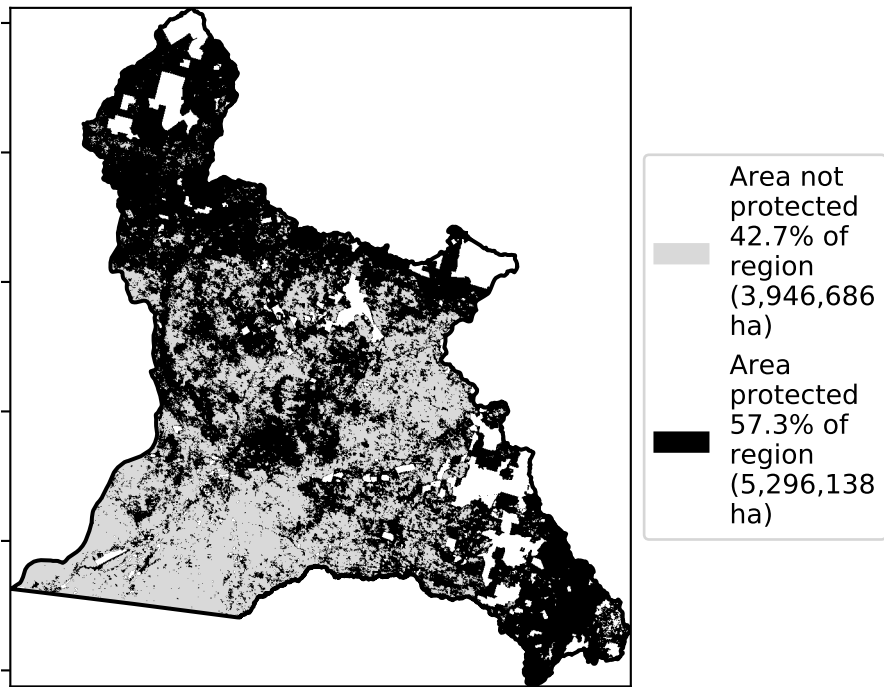 Area not
protected
42.7% of
region
(3,946,686
ha)
Area
protected
57.3% of
region
(5,296,138
ha)